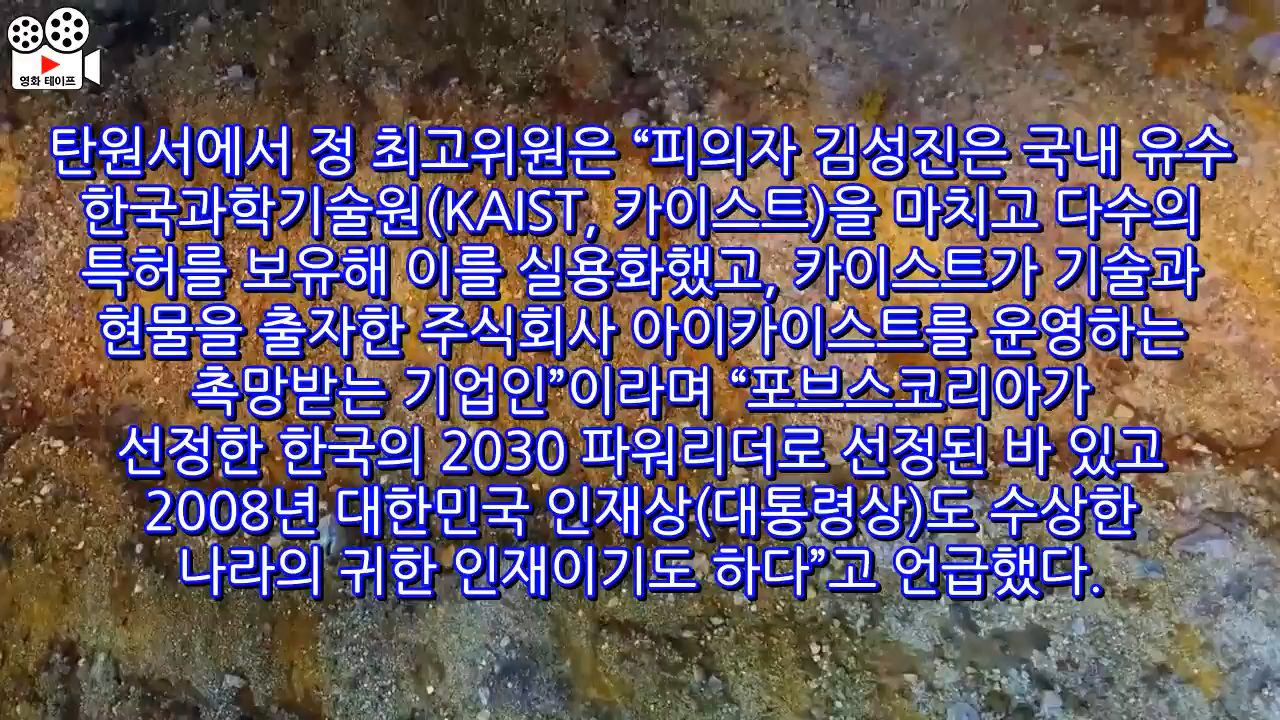 영화 테이프
탄원서에서 정 최고위원은 “피의자 김성진은 국내 유수
한국과학기술원(KAIST, 카이스트)을 마치고 다수의
특허를 보유해 이를 실용화했고, 카이스트가 기술과
현물을 출자한 주식회사 아이카이스트를 운영하는
촉망받는 기업인”이라며 “포브스코리아가
선정한 한국의 2030 파워리더로 선정된 바 있고
2008년 대한민국 인재상(대통령상)도 수상한
나라의 귀한 인재이기도 하다”고 언급했다.